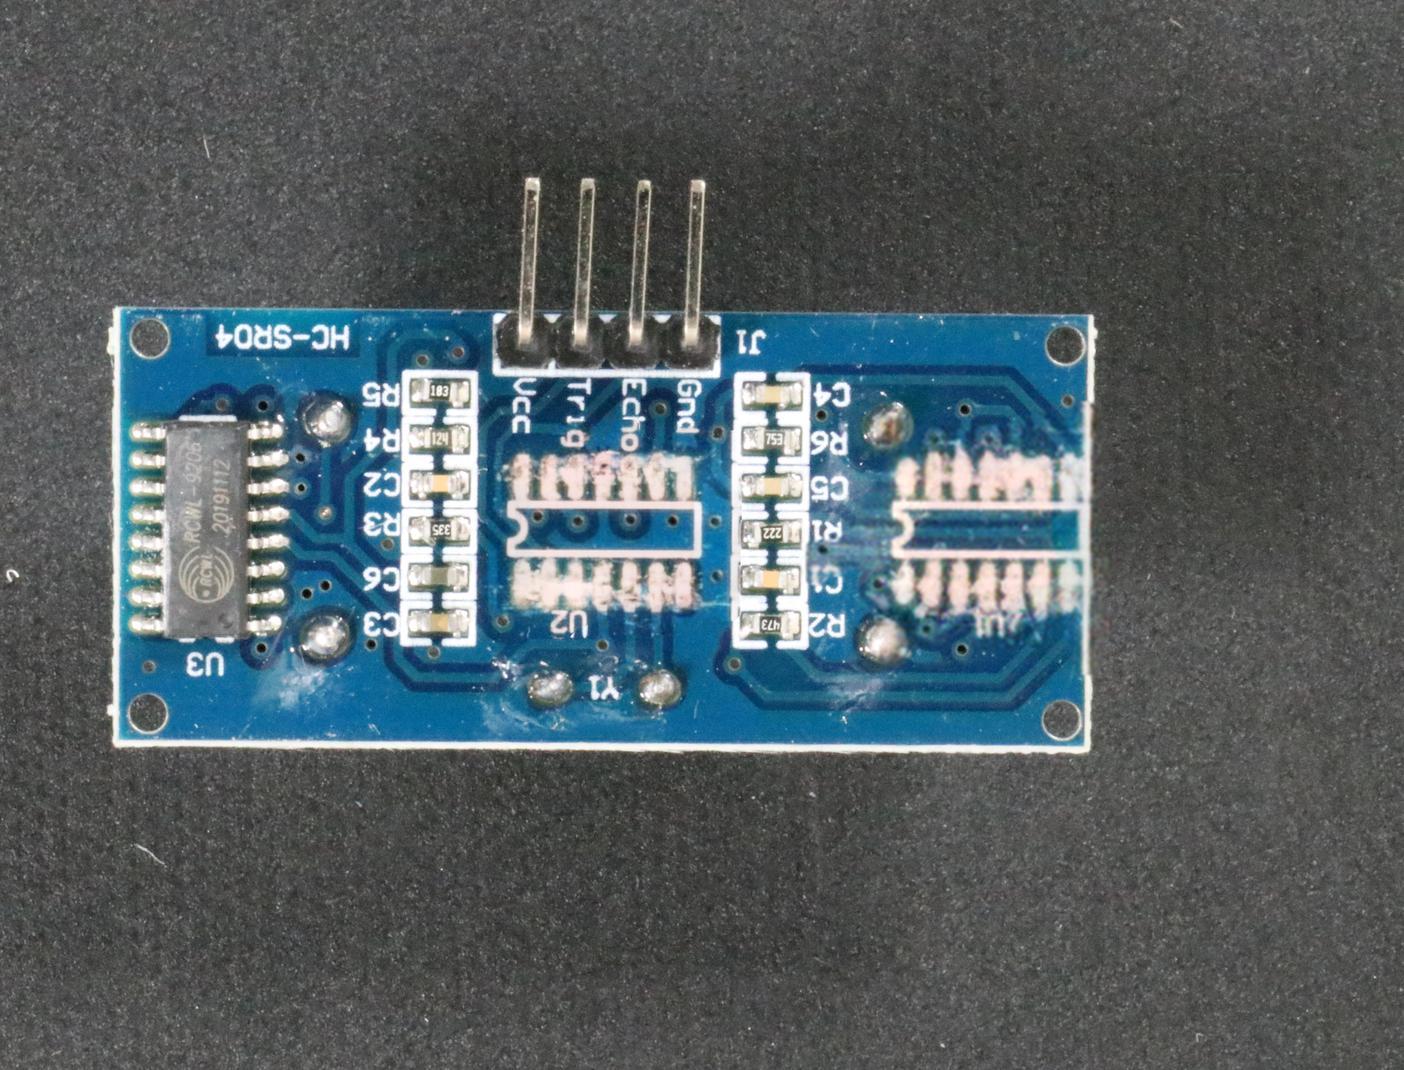 HC-SR04
J1
Vcc
Trig
Echo
Gnd
R5
103
R4
124
C2
R3
335
C6
C3
C4
R6
753
C5
R1
222
C1
R2
473
RCWL-9206
20191112
RCWL
U3
U2
Y1